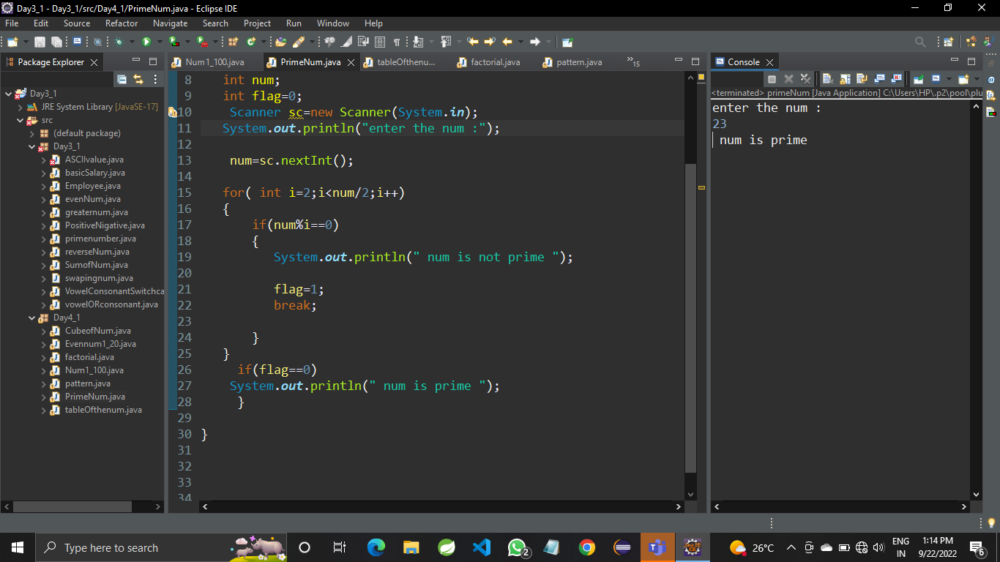 Day3_1 - Day3_1/src/Day4_1/PrimeNum.java - Eclipse IDE
File Edit Source Refactor Navigate Search Project Run Window Help
Package Explorer
Num1_100.java
PrimeNum.java
tableOfthenu...
factorial.java
pattern.java
15
Console
Day3_1
JRE System Library [JavaSE-17]
src
(default package)
Day3_1
ASCIIvalue.java
basicSalary.java
Employee.java
evenNum.java
greaternum.java
PositiveNigative.java
primenumber.java
reverseNum.java
SumofNum.java
swapingnum.java
VowelConsonantSwitchca
vowelORconsonant.java
Day4_1
CubeofNum.java
Evennum1_20.java
factorial.java
Num1_100.java
pattern.java
PrimeNum.java
tableOfthenum.java
8 int num;
9 int flag=0;
10 Scanner sc=new Scanner(System.in);
11 System.out.println("enter the num :");
12
13 num=sc.nextInt();
14
15 for( int i=2;i<num/2;i++)
16 {
17 if(num%i==0)
18 {
19 System.out.println(" num is not prime ");
20
21 flag=1;
22 break;
23
24 }
25 }
26 if(flag==0)
27 System.out.println(" num is prime ");
28 }
29
30 }
31
32
33
34
<terminated> primeNum [Java Application] C:\Users\HP\.p2\pool\plu
enter the num :
23
num is prime
Type here to search
2
26°C
ENG
IN
1:14 PM
9/22/2022
6